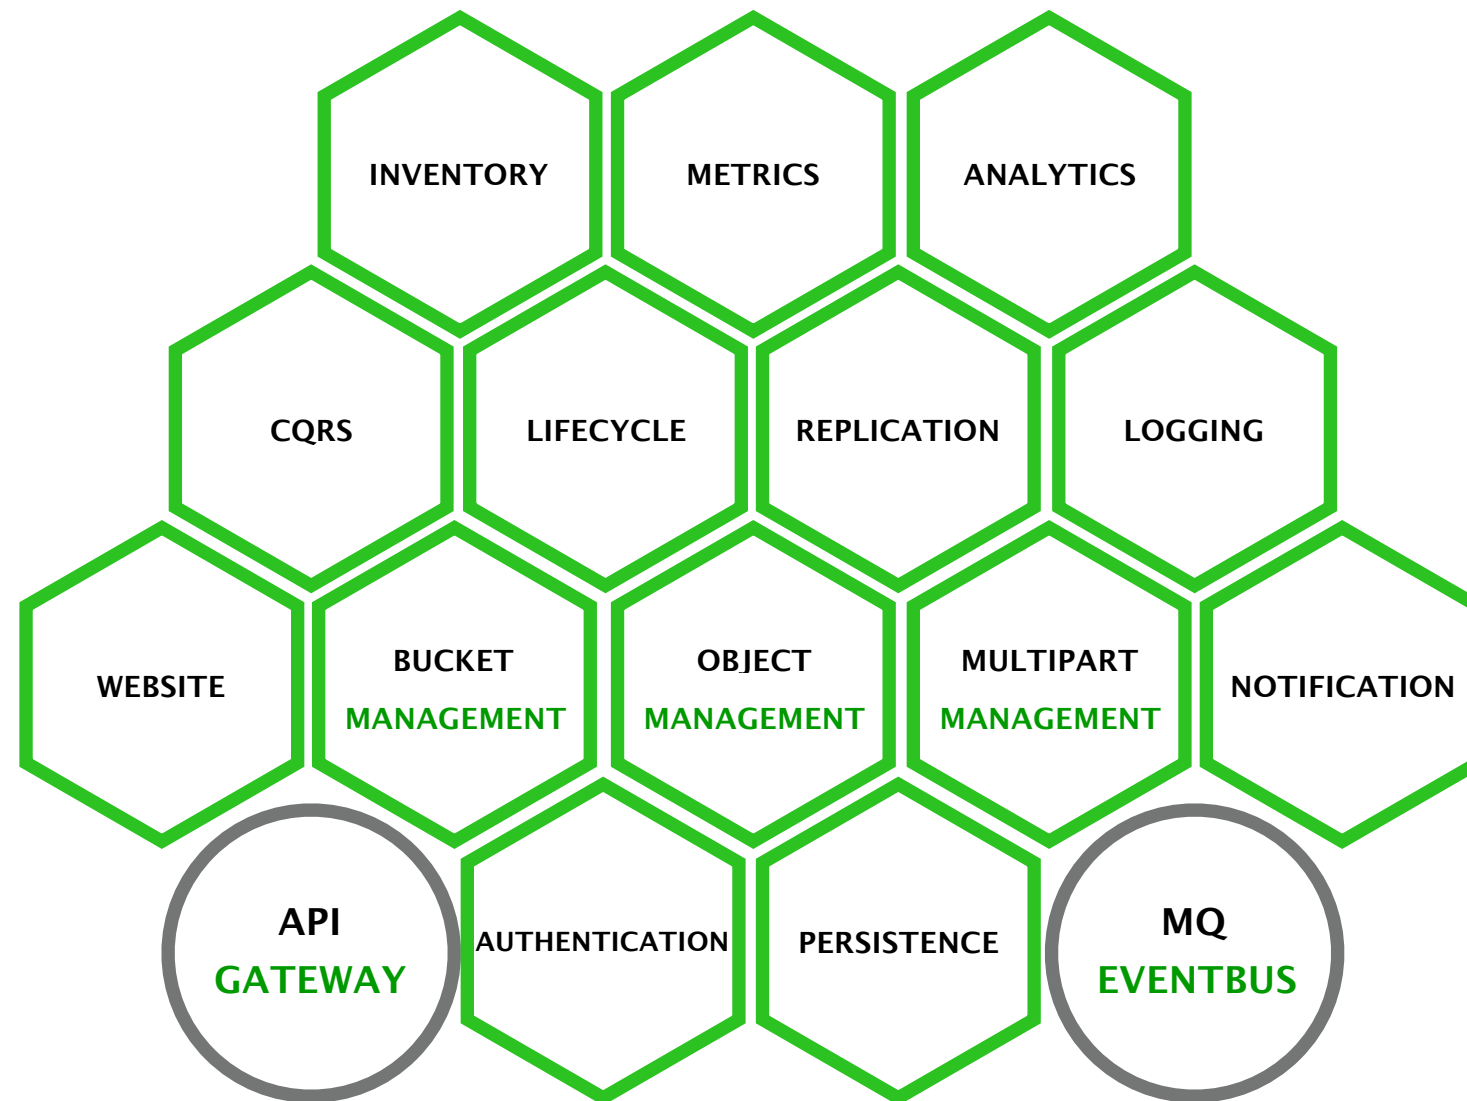 INVENTORY
METRICS
ANALYTICS
CQRS
LIFECYCLE
REPLICATION
LOGGING
WEBSITE
BUCKET
MANAGEMENT
OBJECT
MANAGEMENT
MULTIPART
MANAGEMENT
NOTIFICATION
API
GATEWAY
AUTHENTICATION
PERSISTENCE
MQ
EVENTBUS